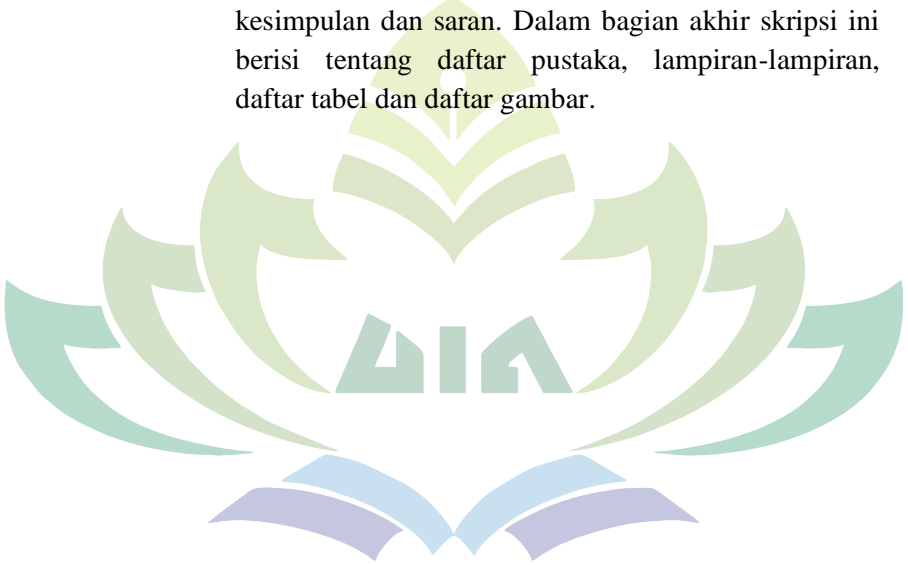 kesimpulan dan saran. Dalam bagian akhir skripsi ini
berisi tentang daftar pustaka, lampiran-lampiran,
daftar tabel dan daftar gambar.
UIN